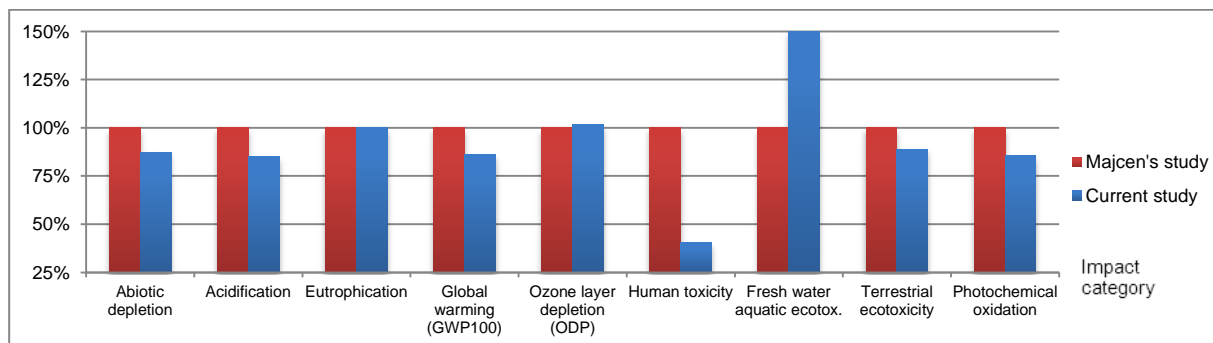 150%
125%
100%
75%
50%
25%
Abiotic
depletion
Acidification
Eutrophication
Global
warming
(GWP100)
Ozone layer
depletion
(ODP)
Human toxicity
Fresh water
aquatic ecotox.
Terrestrial
ecotoxicity
Photochemical
oxidation
Majcen's study
Current study
Impact
category